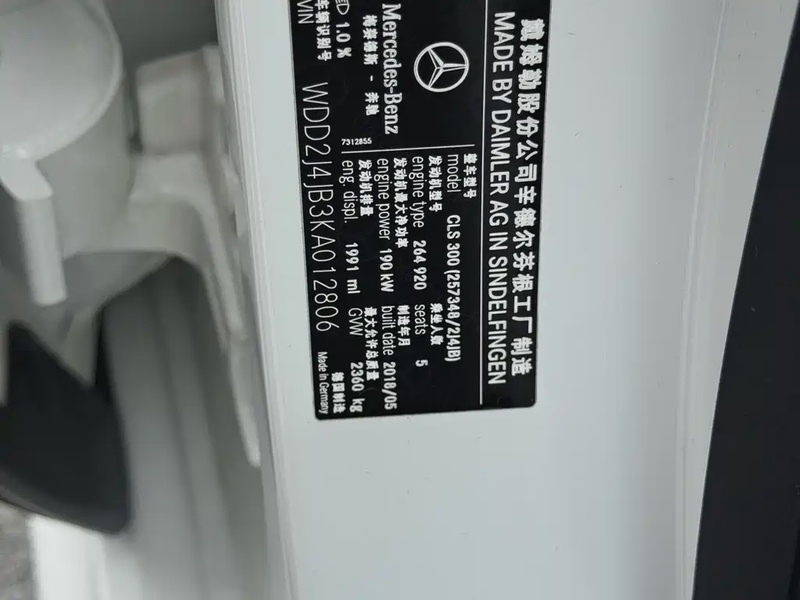 戴姆勒股份公司辛德尔芬根工厂制造
MADE BY DAIMLER AG IN SINDELFINGEN
Mercedes-Benz
梅赛德斯 - 奔驰
1.0 %
7312855
整车型号
model CLS 300 (257348/2J4JB)
发动机型号 乘坐人数
engine type 264 920 seats 5
发动机最大净功率 制造年月
engine power 190 kW built date 2018/05
发动机排量 最大允许总质量
eng. displ. 1991 ml GVW 2360 kg
车辆识别号
VIN WDD2J4JB3KA012806
德国制造
Made in Germany